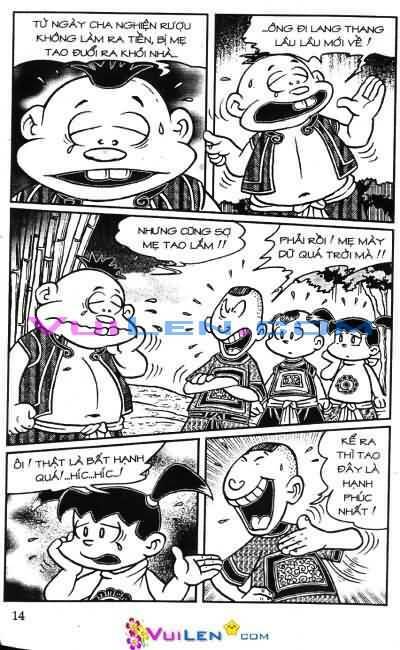 TỪ NGÀY CHA NGHIỆN RƯỢU
KHÔNG LÀM RA TIỀN, BỊ MẸ
TAO ĐUỔI RA KHỎI NHÀ...
...ÔNG ĐI LANG THANG
LÂU LÂU MỚI VỀ!
NHƯNG CŨNG SỢ
MẸ TAO LẮM!!
PHẢI RỒI! MẸ MÀY
DỮ QUÁ TRỜI MÀ!!
VUILEN.COM
ÔI! THẬT LÀ BẤT HẠNH
QUÁ!...HÍC...HÍC..!
KỂ RA
THÌ TAO
ĐÂY LÀ
HẠNH
PHÚC
NHẤT!
14
VUILEN COM